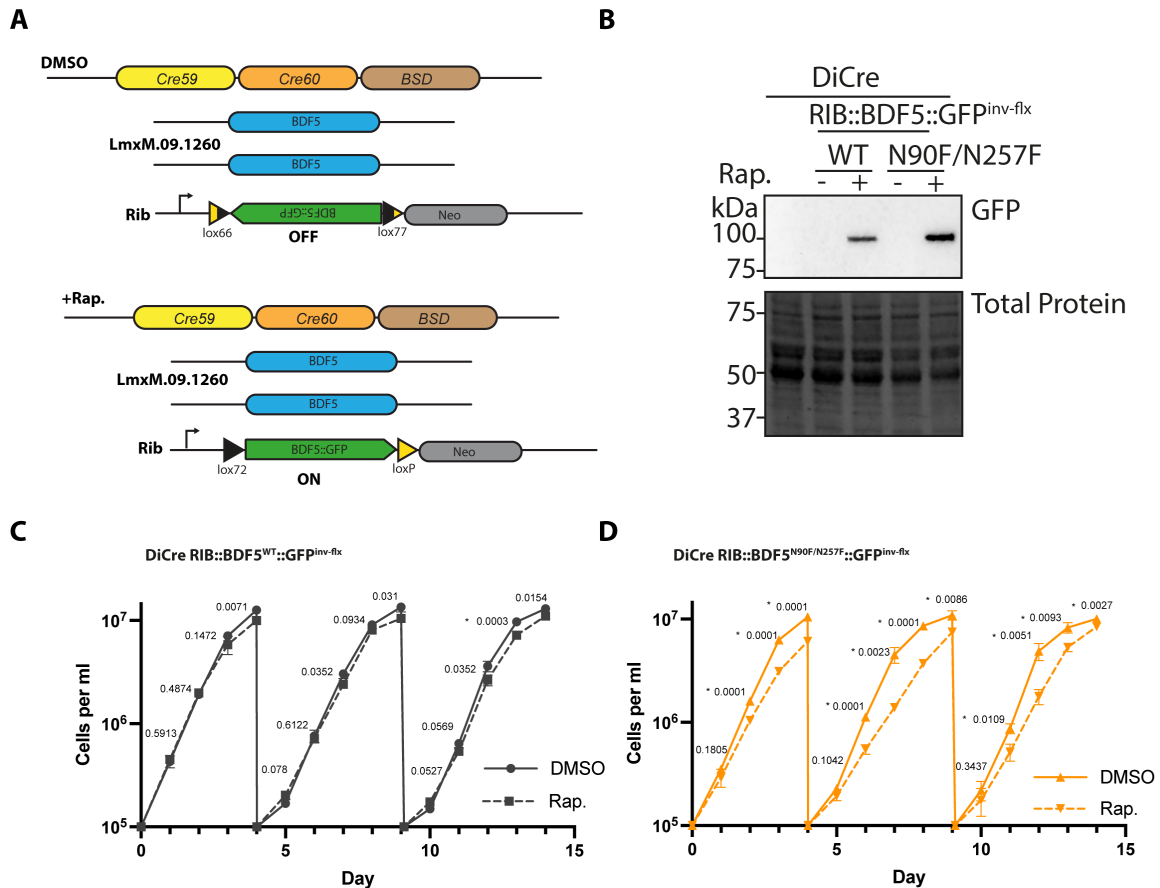 A
DMSO
Cre59 Cre60 BSD
BDF5
LmxM.09.1260
BDF5
Rib BDF5::GFP Neo
lox66 OFF lox77
+Rap.
Cre59 Cre60 BSD
BDF5
LmxM.09.1260
BDF5
Rib BDF5::GFP Neo
lox72 ON loxP
B
DiCre
RIB::BDF5::GFPinv-flx
WT N90F/N257F
Rap. - + - +
kDa GFP
100
75
75 Total Protein
50
37
C
DiCre RIB::BDF5WT::GFPinv-flx
Cells per ml
10^7
10^6
10^5
0.5913
0.4874
0.1472
0.0071
0.078
0.6122
0.0352
0.0934
0.031
0.0527
0.0569
0.0352
* 0.0003
0.0154
DMSO
Rap.
0 5 10 15
Day
D
DiCre RIB::BDF5N90F/N257F::GFPinv-flx
Cells per ml
10^7
10^6
10^5
0.1805
* 0.0001
* 0.0001
* 0.0001
0.1042
* 0.0001
* 0.0023
* 0.0001
* 0.0086
0.3437
* 0.0109
* 0.0051
* 0.0093
* 0.0027
DMSO
Rap.
0 5 10 15
Day